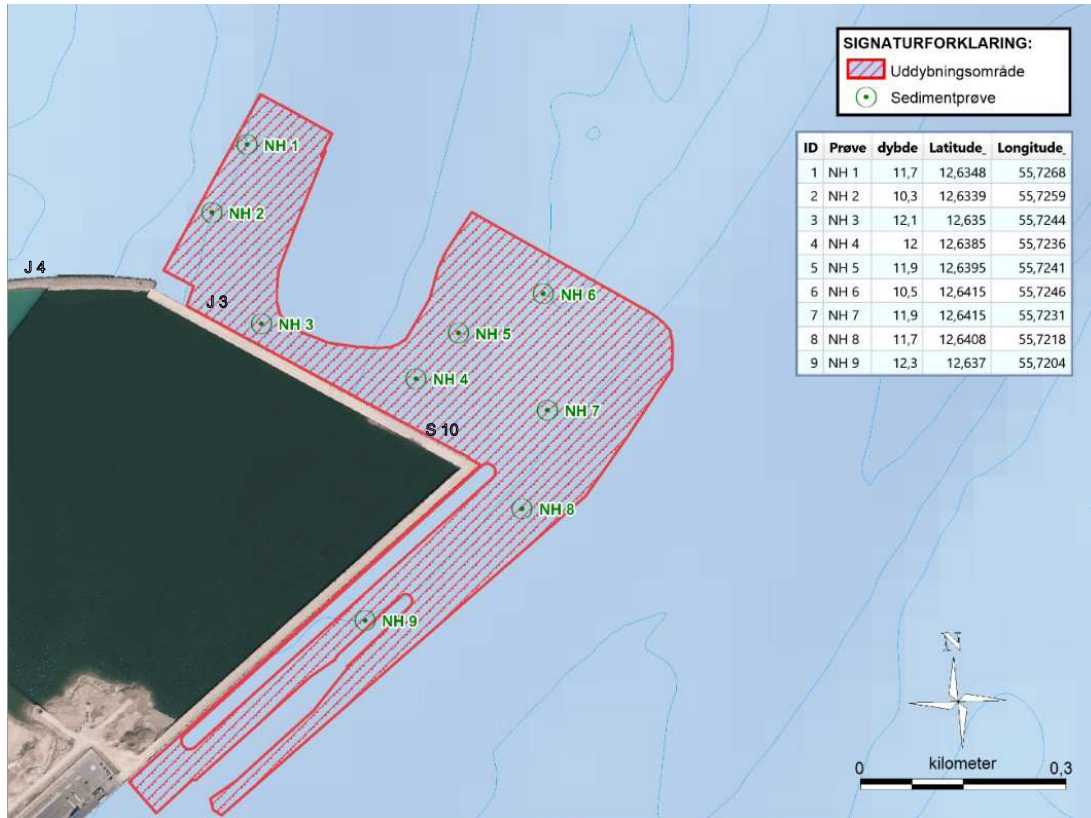 SIGNATURFORKLARING:
Uddybningsområde
Sedimentprøve
ID Prøve dybde Latitude_ Longitude_
1 NH 1 11,7 12,6348 55,7268
2 NH 2 10,3 12,6339 55,7259
3 NH 3 12,1 12,635 55,7244
4 NH 4 12 12,6385 55,7236
5 NH 5 11,9 12,6395 55,7241
6 NH 6 10,5 12,6415 55,7246
7 NH 7 11,9 12,6415 55,7231
8 NH 8 11,7 12,6408 55,7218
9 NH 9 12,3 12,637 55,7204
NH 1
NH 2
J 4
J 3
NH 3
NH 6
NH 5
NH 4
NH 7
S 10
NH 8
NH 9
N
kilometer
0 0,3